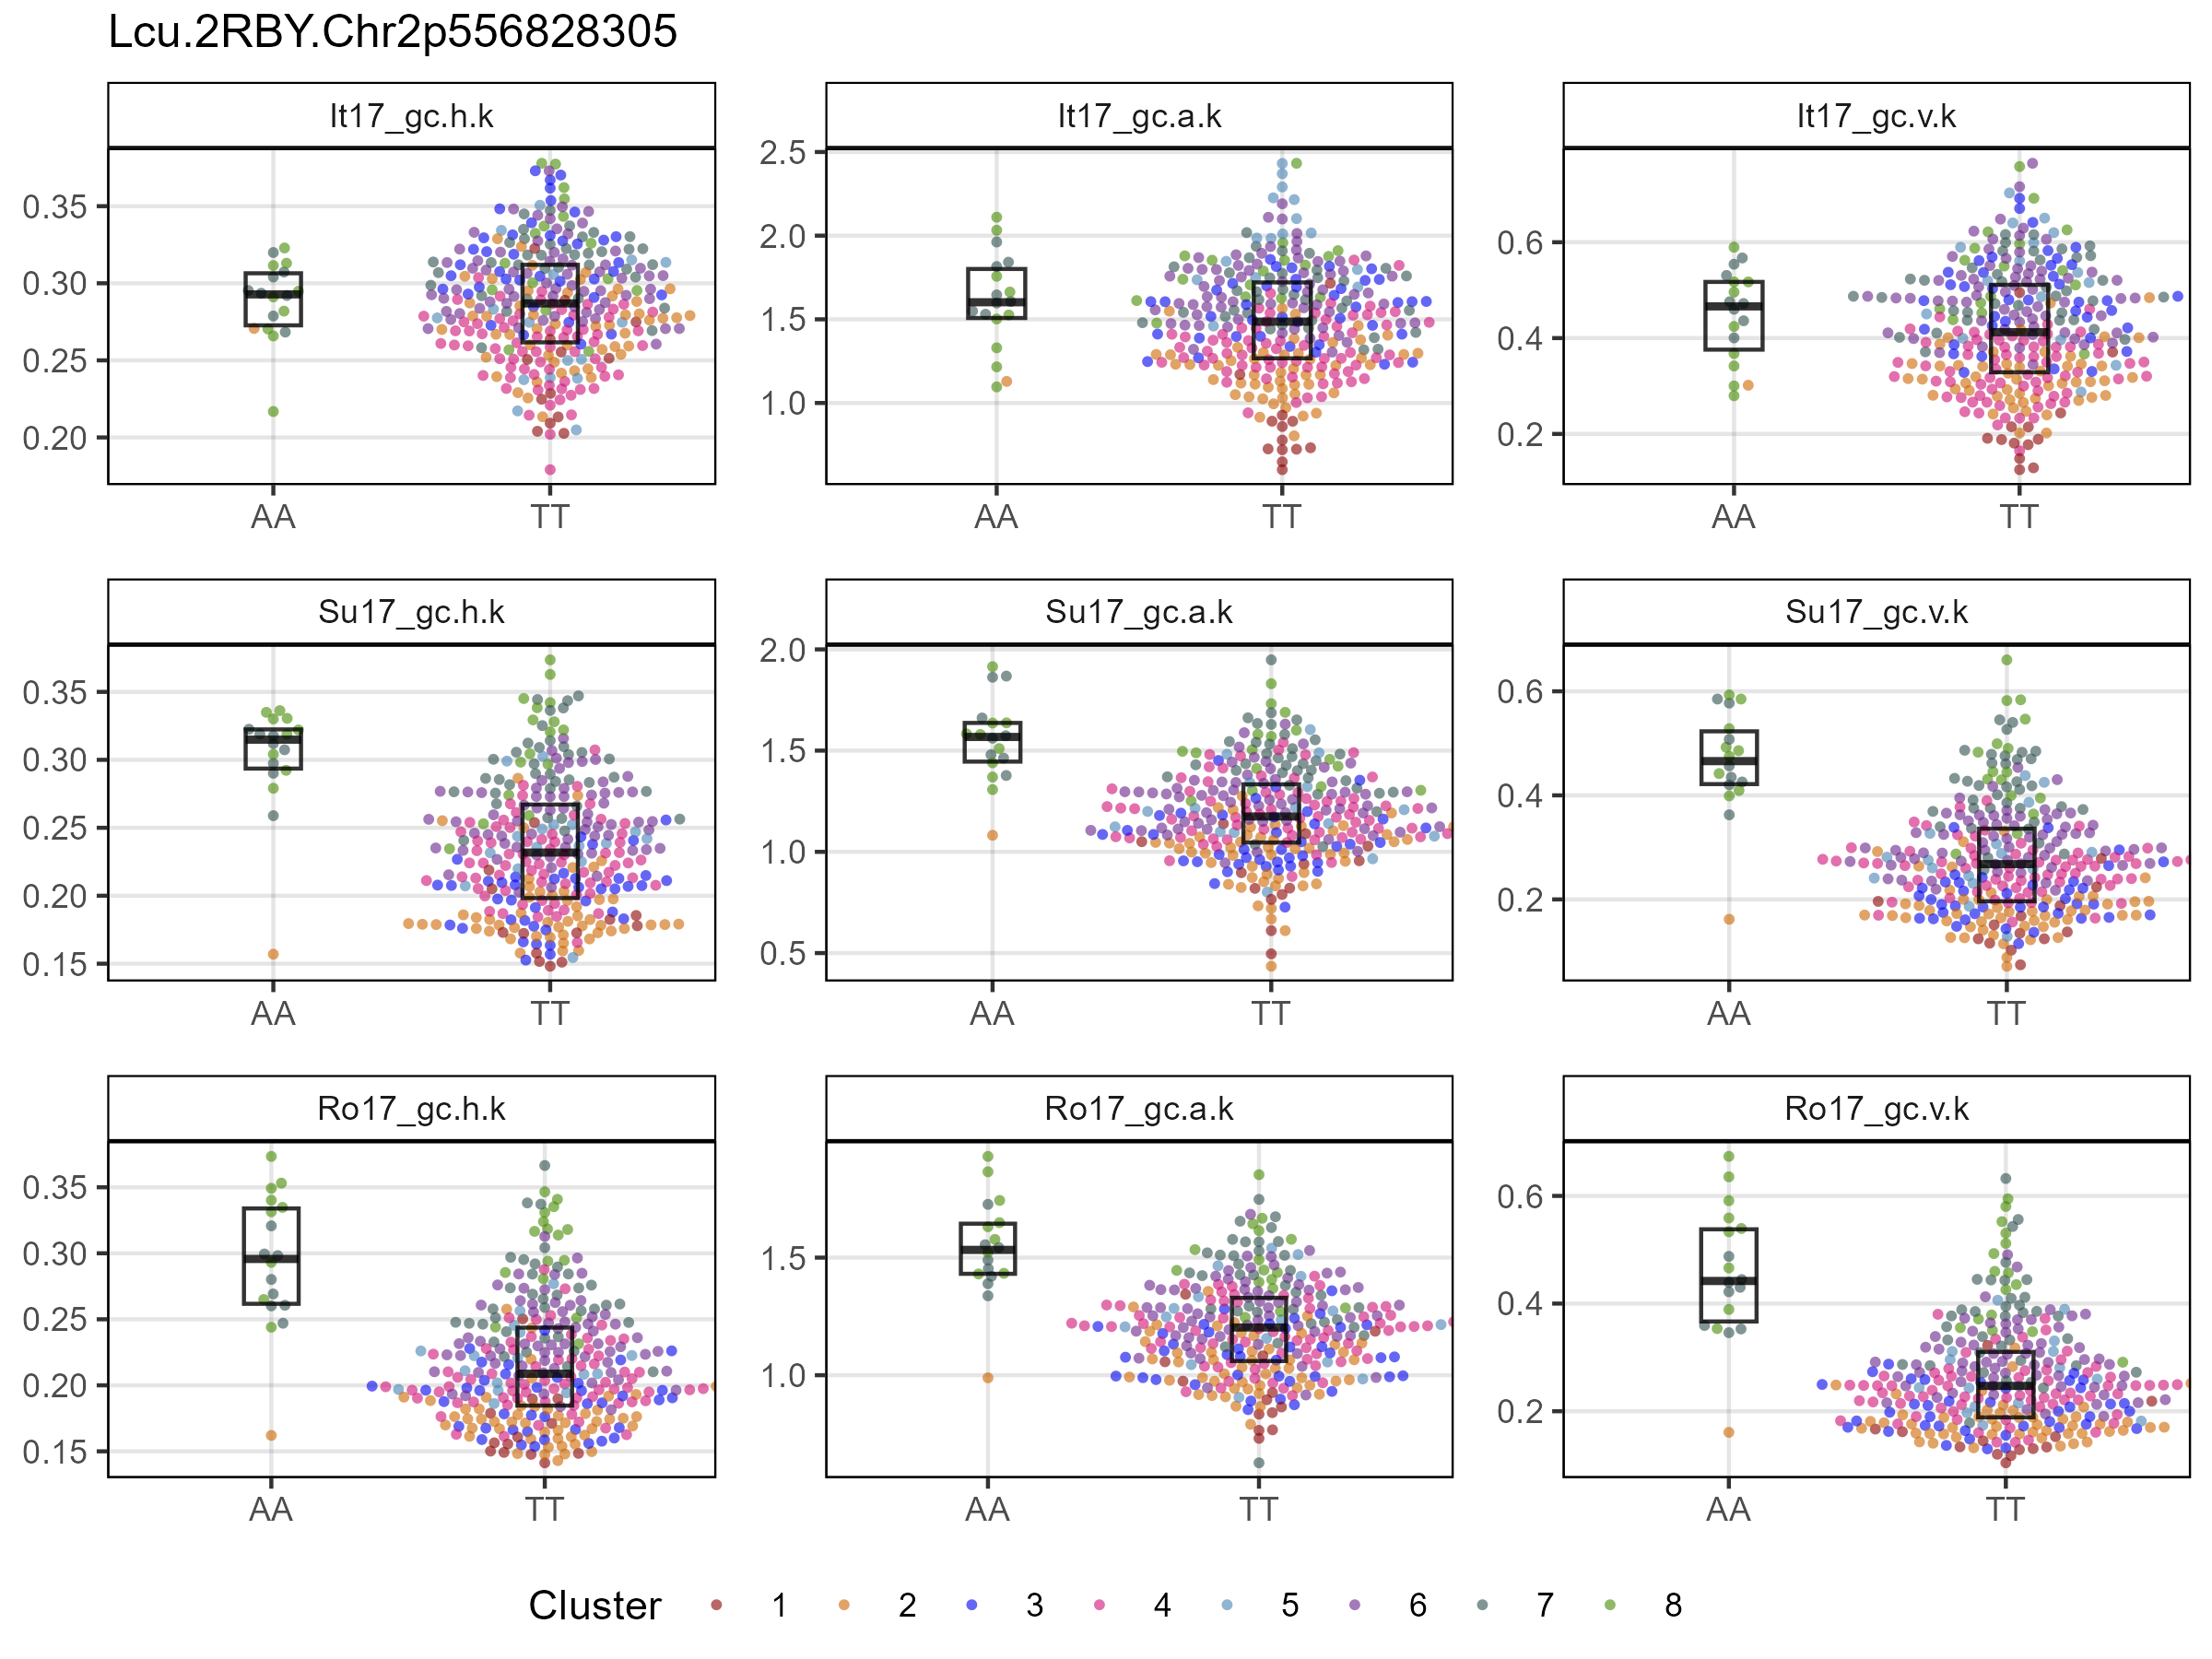 Lcu.2RBY.Chr2p556828305
It17_gc.h.k
It17_gc.a.k
It17_gc.v.k
0.35
0.30
0.25
0.20
2.5
2.0
1.5
1.0
0.6
0.4
0.2
AA TT
AA TT
AA TT
Su17_gc.h.k
Su17_gc.a.k
Su17_gc.v.k
0.35
0.30
0.25
0.20
0.15
2.0
1.5
1.0
0.5
0.6
0.4
0.2
AA TT
AA TT
AA TT
Ro17_gc.h.k
Ro17_gc.a.k
Ro17_gc.v.k
0.35
0.30
0.25
0.20
0.15
1.5
1.0
0.6
0.4
0.2
AA TT
AA TT
AA TT
Cluster 1 2 3 4 5 6 7 8